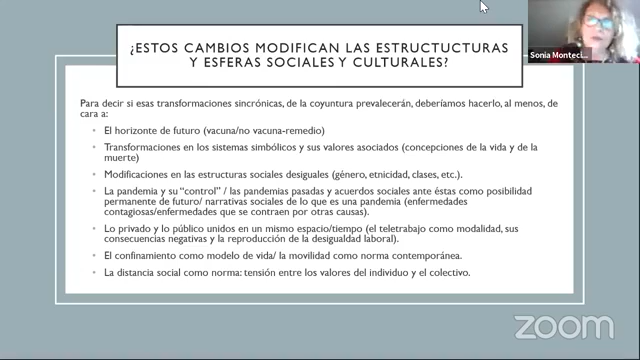 ¿ESTOS CAMBIOS MODIFICAN LAS ESTRUCTUCTURAS
Y ESFERAS SOCIALES Y CULTURALES?
Sonia Monteci...
Para decir si esas transformaciones sincrónicas, de la coyuntura prevalecerán, deberíamos hacerlo, al menos, de
cara a:
• El horizonte de futuro (vacuna/no vacuna-remedio)
• Transformaciones en los sistemas simbólicos y sus valores asociados (concepciones de la vida y de la
muerte)
• Modificaciones en las estructuras sociales desiguales (género, etnicidad, clases, etc.).
• La pandemia y su “control” / las pandemias pasadas y acuerdos sociales ante éstas como posibilidad
permanente de futuro/ narrativas sociales de lo que es una pandemia (enfermedades
contagiosas/enfermedades que se contraen por otras causas).
• Lo privado y lo público unidos en un mismo espacio/tiempo (el teletrabajo como modalidad, sus
consecuencias negativas y la reproducción de la desigualdad laboral).
• El confinamiento como modelo de vida/ la movilidad como norma contemporánea.
• La distancia social como norma: tensión entre los valores del individuo y el colectivo.
zoom